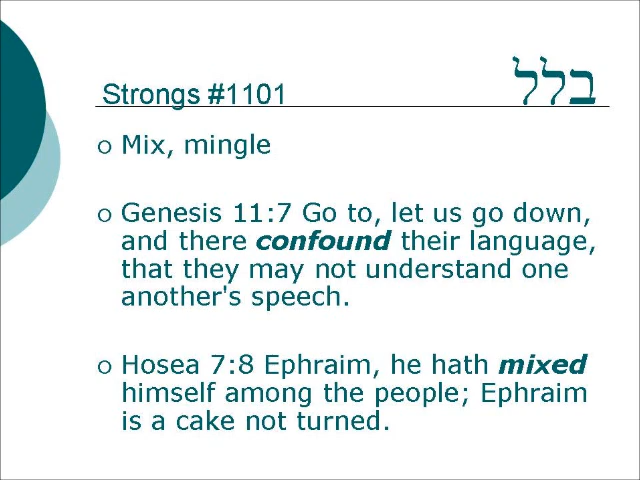 Strongs #1101 בלל
Mix, mingle
Genesis 11:7 Go to, let us go down,
and there confound their language,
that they may not understand one
another's speech.
Hosea 7:8 Ephraim, he hath mixed
himself among the people; Ephraim
is a cake not turned.